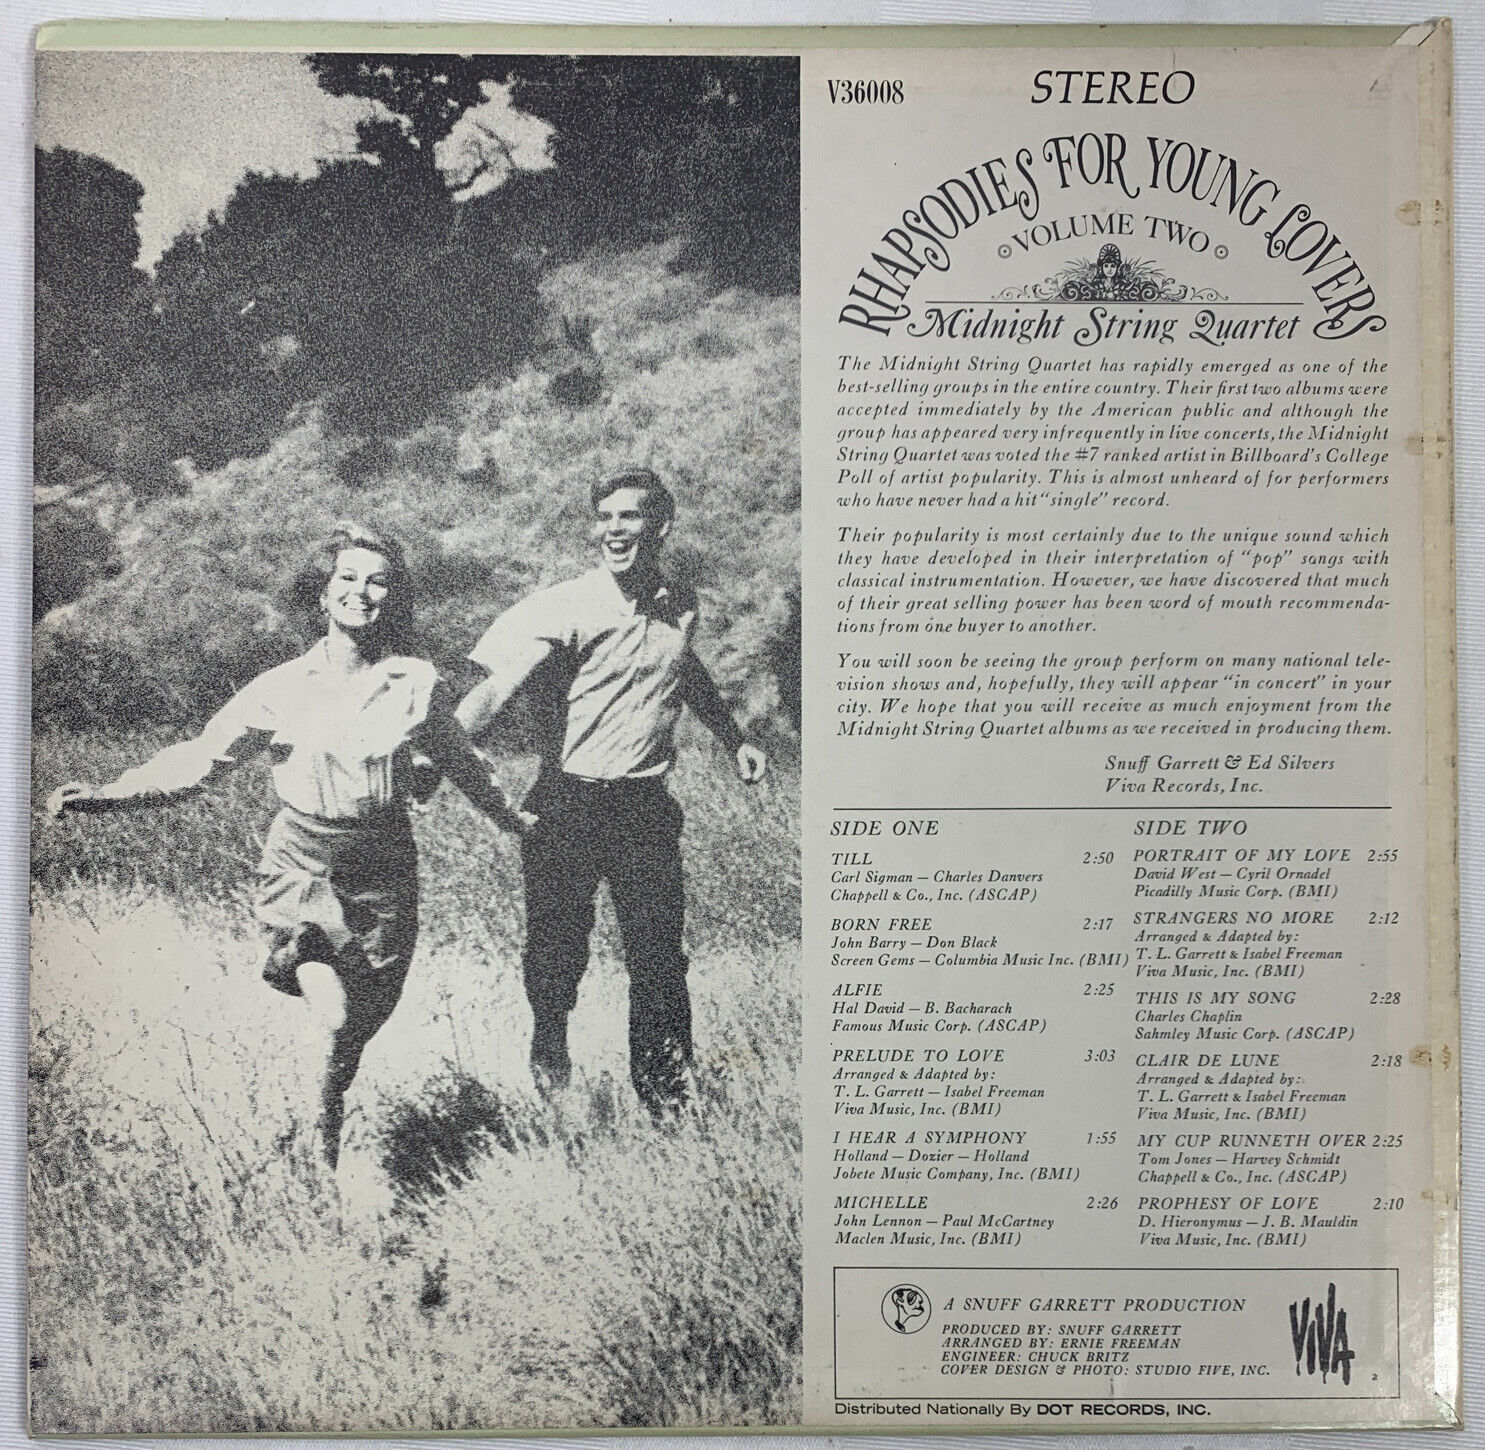 V36008
STEREO
RHAPSODIES FOR YOUNG LOVERS
VOLUME TWO
Midnight String Quartet
The Midnight String Quartet has rapidly emerged as one of the
best-selling groups in the entire country. Their first two albums were
accepted immediately by the American public and although the
group has appeared very infrequently in live concerts, the Midnight
String Quartet was voted the #7 ranked artist in Billboard's College
Poll of artist popularity. This is almost unheard of for performers
who have never had a hit "single" record.
Their popularity is most certainly due to the unique sound which
they have developed in their interpretation of "pop" songs with
classical instrumentation. However, we have discovered that much
of their great selling power has been word of mouth recommenda-
tions from one buyer to another.
You will soon be seeing the group perform on many national tele-
vision shows and, hopefully, they will appear "in concert" in your
city. We hope that you will receive as much enjoyment from the
Midnight String Quartet albums as we received in producing them.
Snuff Garrett & Ed Silvers
Viva Records, Inc.
SIDE ONE
TILL 2:50
Carl Sigman – Charles Danvers
Chappell & Co., Inc. (ASCAP)
BORN FREE 2:17
John Barry – Don Black
Screen Gems – Columbia Music Inc. (BMI)
ALFIE 2:25
Hal David – B. Bacharach
Famous Music Corp. (ASCAP)
PRELUDE TO LOVE 3:03
Arranged & Adapted by:
T. L. Garrett – Isabel Freeman
Viva Music, Inc. (BMI)
I HEAR A SYMPHONY 1:55
Holland – Dozier – Holland
Jobete Music Company, Inc. (BMI)
MICHELLE 2:26
John Lennon – Paul McCartney
Maclen Music, Inc. (BMI)
SIDE TWO
PORTRAIT OF MY LOVE 2:55
David West – Cyril Ornadel
Picadilly Music Corp. (BMI)
STRANGERS NO MORE 2:12
Arranged & Adapted by:
T. L. Garrett & Isabel Freeman
Viva Music, Inc. (BMI)
THIS IS MY SONG 2:28
Charles Chaplin
Sahmley Music Corp. (ASCAP)
CLAIR DE LUNE 2:18
Arranged & Adapted by:
T. L. Garrett & Isabel Freeman
Viva Music, Inc. (BMI)
MY CUP RUNNETH OVER 2:25
Tom Jones – Harvey Schmidt
Chappell & Co., Inc. (ASCAP)
PROPHESY OF LOVE 2:10
D. Hieronymus – J. B. Mauldin
Viva Music, Inc. (BMI)
A SNUFF GARRETT PRODUCTION
PRODUCED BY: SNUFF GARRETT
ARRANGED BY: ERNIE FREEMAN
ENGINEER: CHUCK BRITZ
COVER DESIGN & PHOTO: STUDIO FIVE, INC.
VIVA
2
Distributed Nationally By DOT RECORDS, INC.